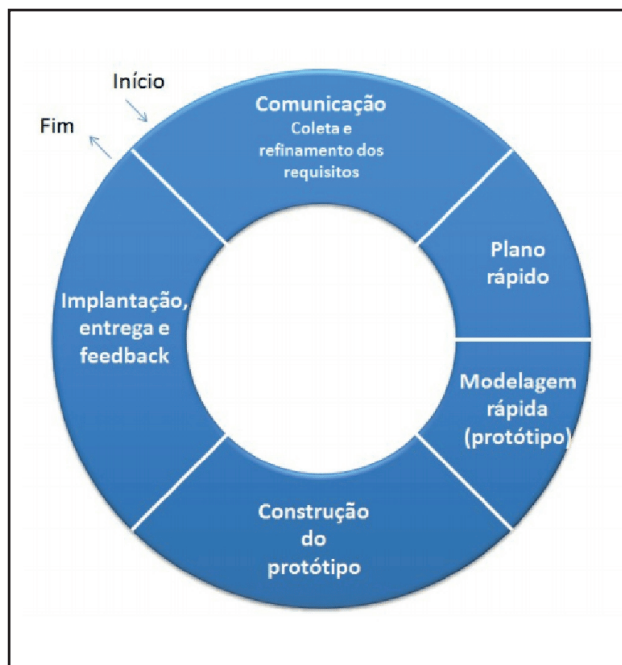 Início
Fim
Comunicação
Coleta e
refinamento dos
requisitos
Plano
rápido
Modelagem
rápida
(protótipo)
Construção
do
protótipo
Implantação,
entrega e
feedback